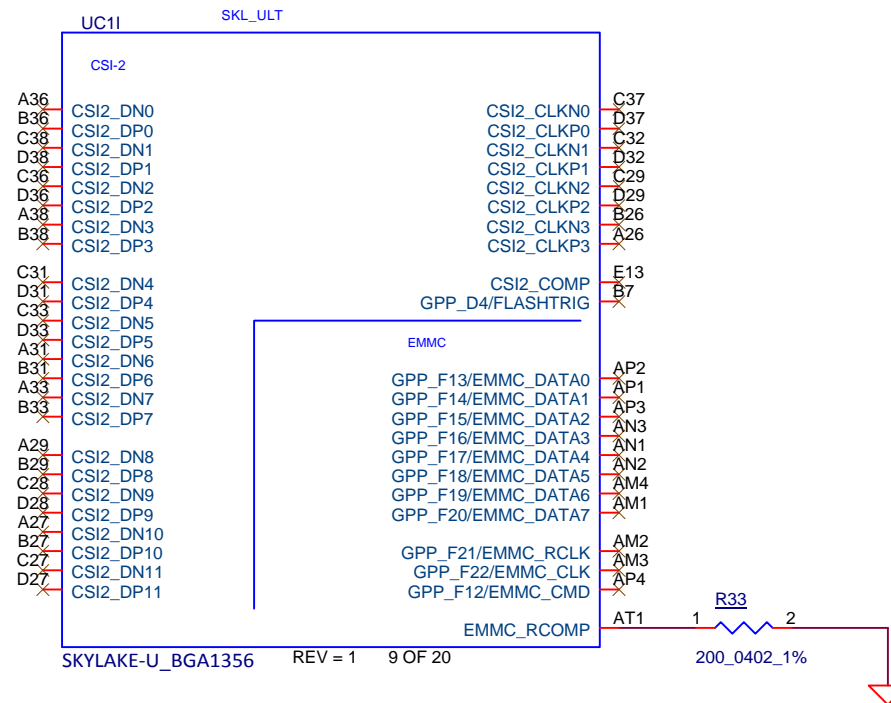 UC1I
SKL_ULT
CSI-2
A36 CSI2_DN0
B36 CSI2_DP0
C38 CSI2_DN1
D38 CSI2_DP1
C36 CSI2_DN2
D36 CSI2_DP2
A38 CSI2_DN3
B38 CSI2_DP3
C31 CSI2_DN4
D31 CSI2_DP4
C33 CSI2_DN5
D33 CSI2_DP5
A31 CSI2_DN6
B31 CSI2_DP6
A33 CSI2_DN7
B33 CSI2_DP7
A29 CSI2_DN8
B29 CSI2_DP8
C28 CSI2_DN9
D28 CSI2_DP9
A27 CSI2_DN10
B27 CSI2_DP10
C27 CSI2_DN11
D27 CSI2_DP11
CSI2_CLKN0 C37
CSI2_CLKP0 D37
CSI2_CLKN1 C32
CSI2_CLKP1 D32
CSI2_CLKN2 C29
CSI2_CLKP2 D29
CSI2_CLKN3 B26
CSI2_CLKP3 A26
CSI2_COMP E13
GPP_D4/FLASHTRIG B7
EMMC
GPP_F13/EMMC_DATA0 AP2
GPP_F14/EMMC_DATA1 AP1
GPP_F15/EMMC_DATA2 AP3
GPP_F16/EMMC_DATA3 AN3
GPP_F17/EMMC_DATA4 AN1
GPP_F18/EMMC_DATA5 AN2
GPP_F19/EMMC_DATA6 AM4
GPP_F20/EMMC_DATA7 AM1
GPP_F21/EMMC_RCLK AM2
GPP_F22/EMMC_CLK AM3
GPP_F12/EMMC_CMD AP4
EMMC_RCOMP AT1
R33
1 2
200_0402_1%
SKYLAKE-U_BGA1356
REV = 1 9 OF 20